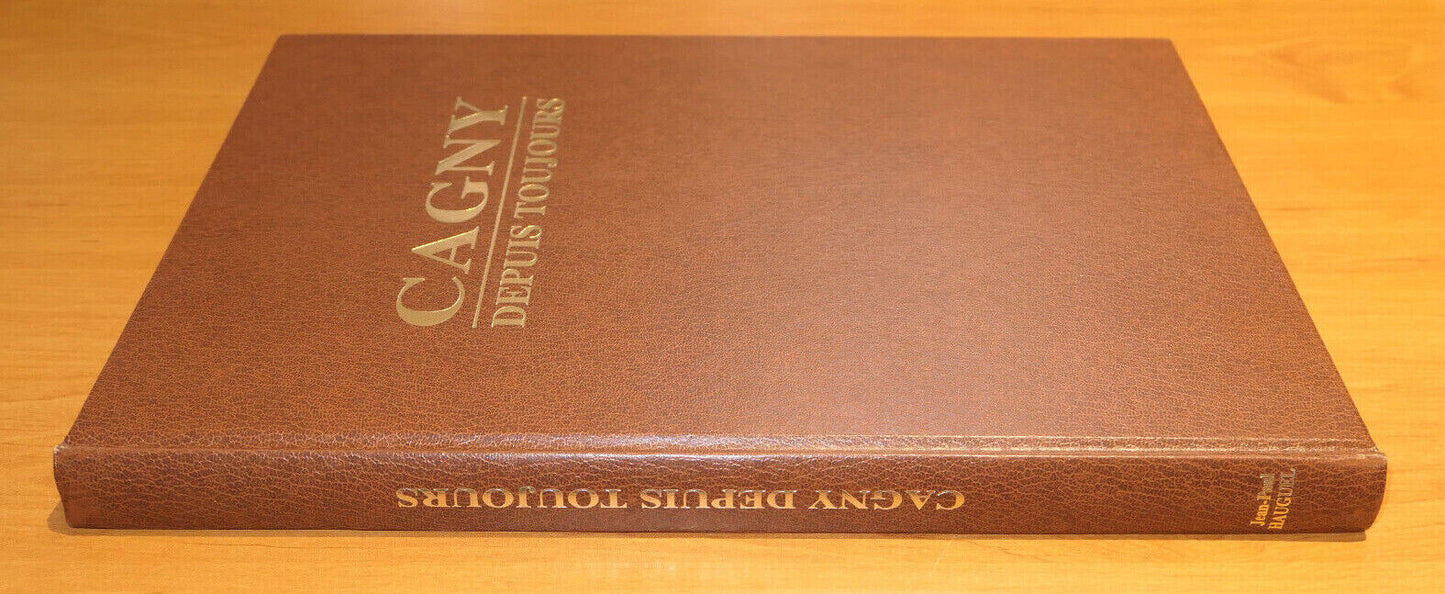 CAGNY
DEPUIS TOUJOURS
CAGNY DEPUIS TOUJOURS
Jean-Paul
HAUGUEL